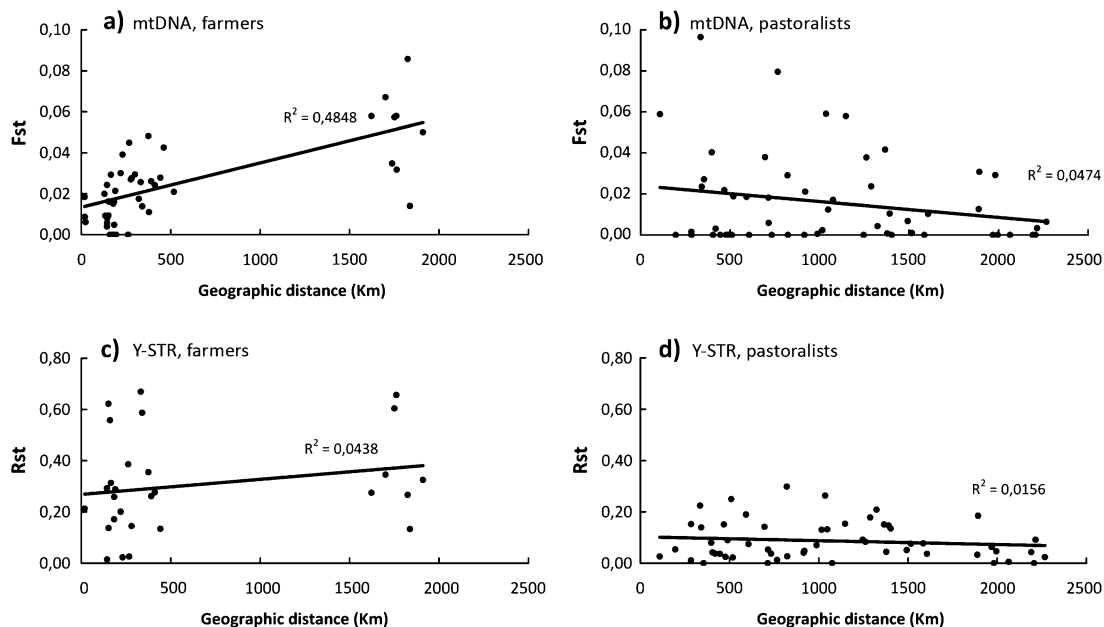 a) mtDNA, farmers
0,10
0,08
0,06
0,04
0,02
0,00
Fst
R² = 0,4848
0 500 1000 1500 2000 2500
Geographic distance (Km)
b) mtDNA, pastoralists
0,10
0,08
0,06
0,04
0,02
0,00
Fst
R² = 0,0474
0 500 1000 1500 2000 2500
Geographic distance (Km)
c) Y-STR, farmers
0,80
0,60
0,40
0,20
0,00
Rst
R² = 0,0438
0 500 1000 1500 2000 2500
Geographic distance (Km)
d) Y-STR, pastoralists
0,80
0,60
0,40
0,20
0,00
Rst
R² = 0,0156
0 500 1000 1500 2000 2500
Geographic distance (Km)